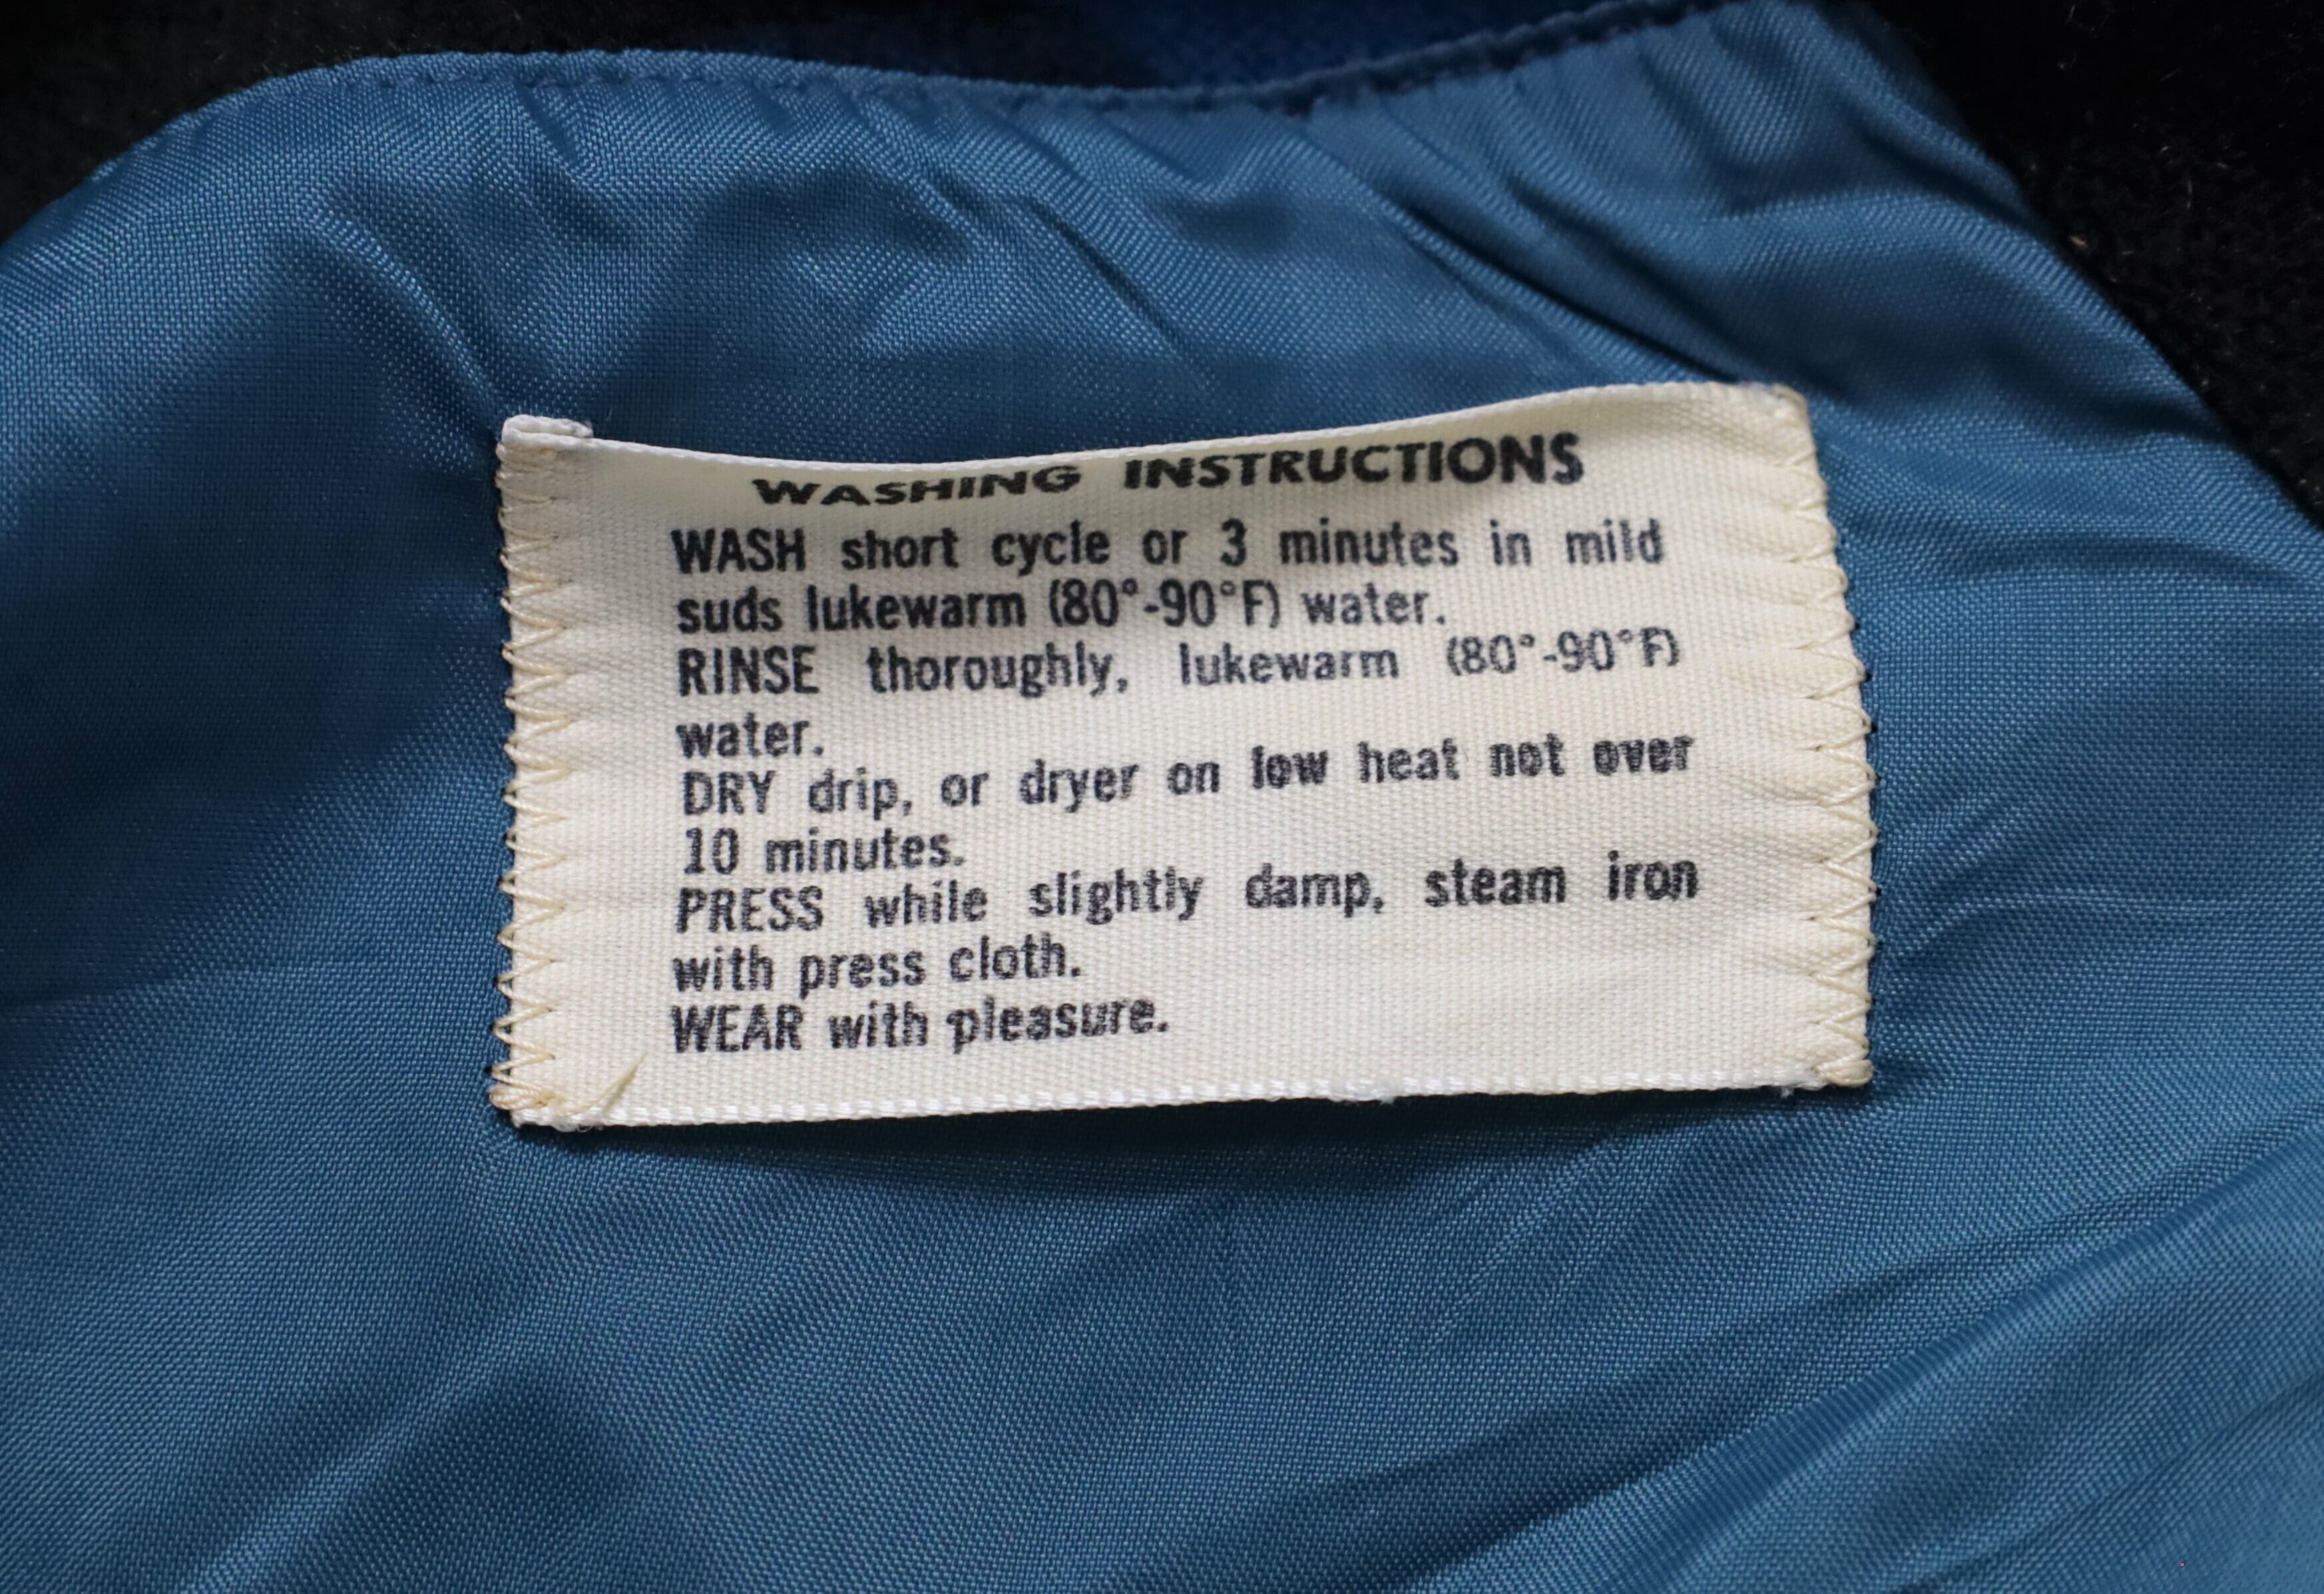 WASHING INSTRUCTIONS
WASH short cycle or 3 minutes in mild
suds lukewarm (80°-90°F) water.
RINSE thoroughly, lukewarm (80°-90°F)
water.
DRY drip, or dryer on low heat not over
10 minutes.
PRESS while slightly damp, steam iron
with press cloth.
WEAR with pleasure.